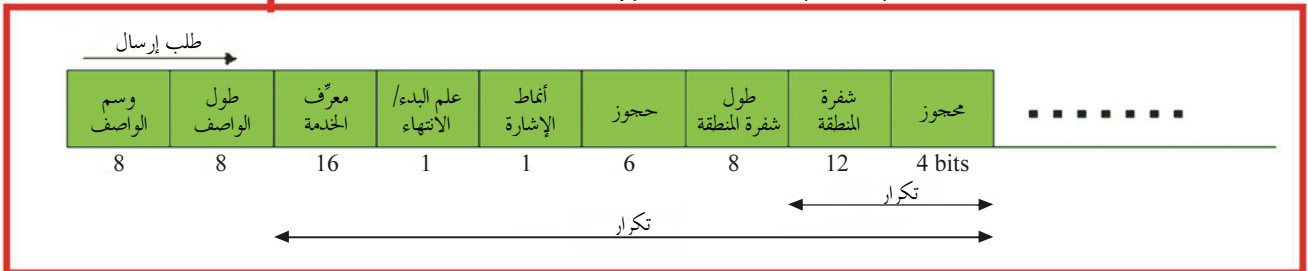 طلب إرسال
وسم
الواصف
طول
الواصف
معرِّف
الخدمة
علم البدء/
الانتهاء
أنماط
الإشارة
حجوز
طول
شفرة المنطقة
شفرة
المنطقة
محجوز
8 8 16 1 1 6 8 12 4 bits
تكرار
تكرار